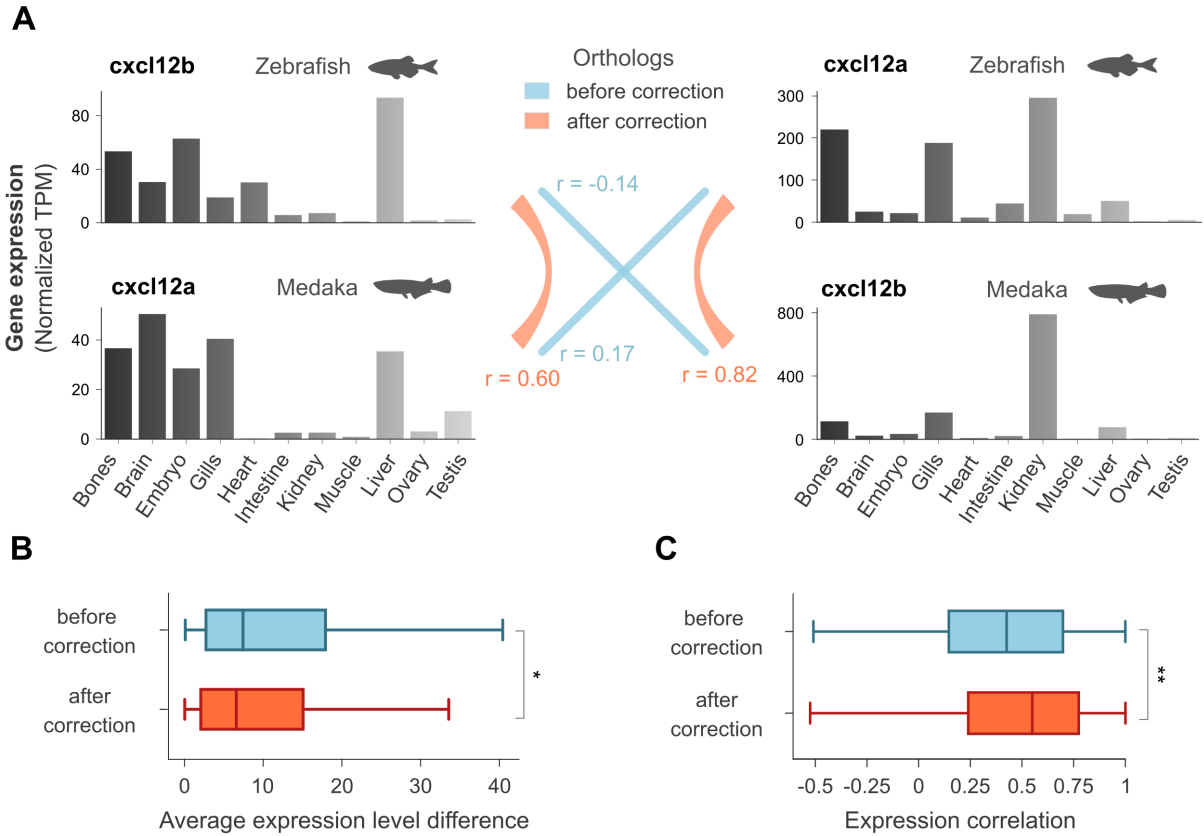 A
cxcl12b Zebrafish
Orthologs
before correction
after correction
cxcl12a Zebrafish
Gene expression
(Normalized TPM)
80
40
0
300
200
100
0
r = -0.14
r = 0.17
r = 0.60
r = 0.82
cxcl12a Medaka
cxcl12b Medaka
40
20
0
800
400
0
Bones
Brain
Embryo
Gills
Heart
Intestine
Kidney
Muscle
Liver
Ovary
Testis
Bones
Brain
Embryo
Gills
Heart
Intestine
Kidney
Muscle
Liver
Ovary
Testis
B
before
correction
after
correction
*
0 10 20 30 40
Average expression level difference
C
before
correction
after
correction
**
-0.5 -0.25 0 0.25 0.5 0.75 1
Expression correlation